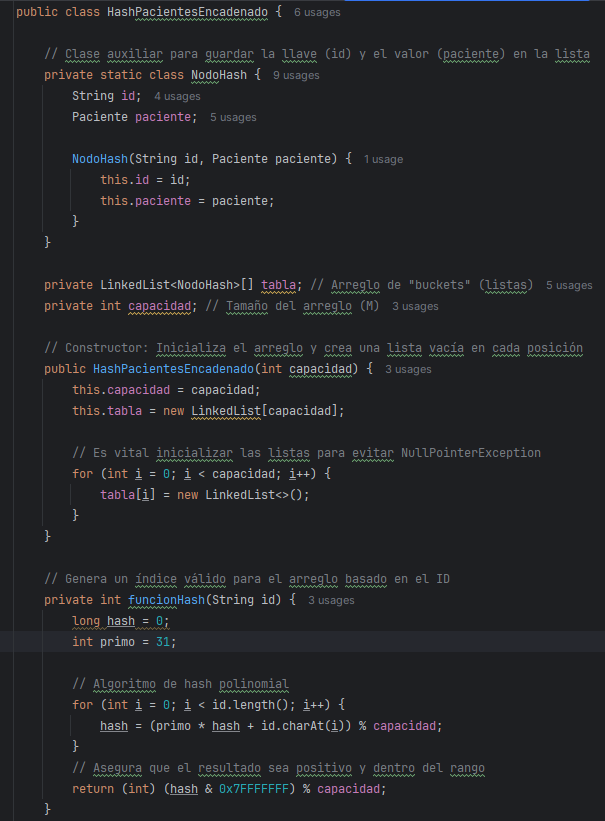 public class HashPacientesEncadenado {  6 usages
    // Clase auxiliar para guardar la llave (id) y el valor (paciente) en la lista
    private static class NodoHash {  9 usages
        String id;  4 usages
        Paciente paciente;  5 usages
        NodoHash(String id, Paciente paciente) {  1 usage
            this.id = id;
            this.paciente = paciente;
        }
    }
    private LinkedList<NodoHash>[] tabla; // Arreglo de "buckets" (listas)  5 usages
    private int capacidad; // Tamaño del arreglo (M)  3 usages
    // Constructor: Inicializa el arreglo y crea una lista vacía en cada posición
    public HashPacientesEncadenado(int capacidad) {  3 usages
        this.capacidad = capacidad;
        this.tabla = new LinkedList[capacidad];
        // Es vital inicializar las listas para evitar NullPointerException
        for (int i = 0; i < capacidad; i++) {
            tabla[i] = new LinkedList<>();
        }
    }
    // Genera un índice válido para el arreglo basado en el ID
    private int funcionHash(String id) {  3 usages
        long hash = 0;
        int primo = 31;
        // Algoritmo de hash polinomial
        for (int i = 0; i < id.length(); i++) {
            hash = (primo * hash + id.charAt(i)) % capacidad;
        }
        // Asegura que el resultado sea positivo y dentro del rango
        return (int) (hash & 0x7FFFFFFF) % capacidad;
    }